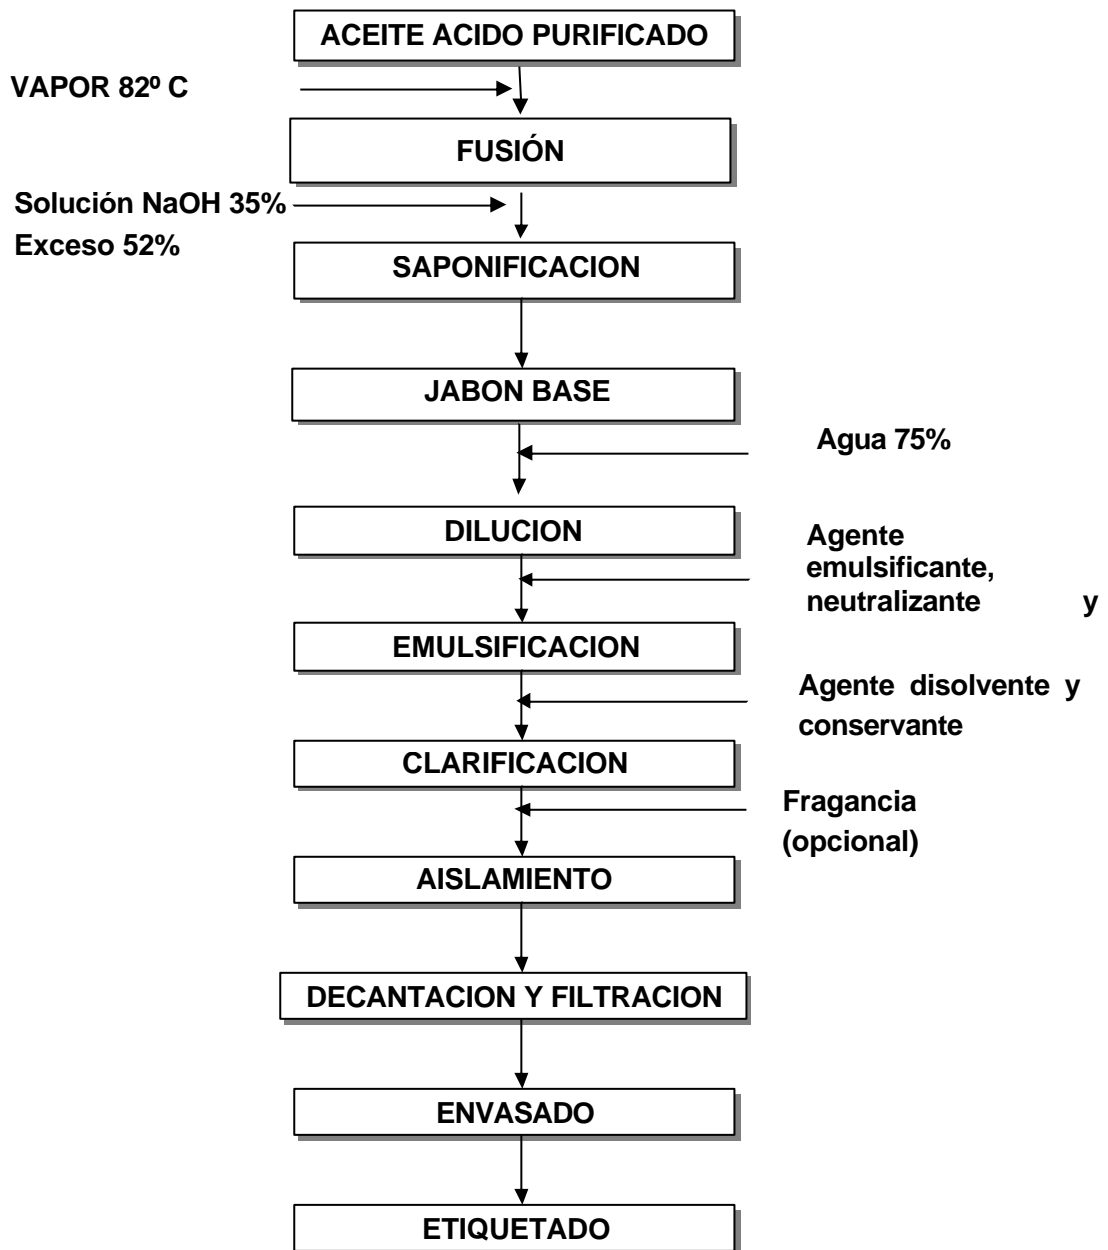 ACEITE ACIDO PURIFICADO
VAPOR 82º C
FUSIÓN
Solución NaOH 35%
Exceso 52%
SAPONIFICACION
JABON BASE
Agua 75%
DILUCION
Agente
emulsificante,
neutralizante y
EMULSIFICACION
Agente disolvente y
conservante
CLARIFICACION
Fragancia
(opcional)
AISLAMIENTO
DECANTACION Y FILTRACION
ENVASADO
ETIQUETADO